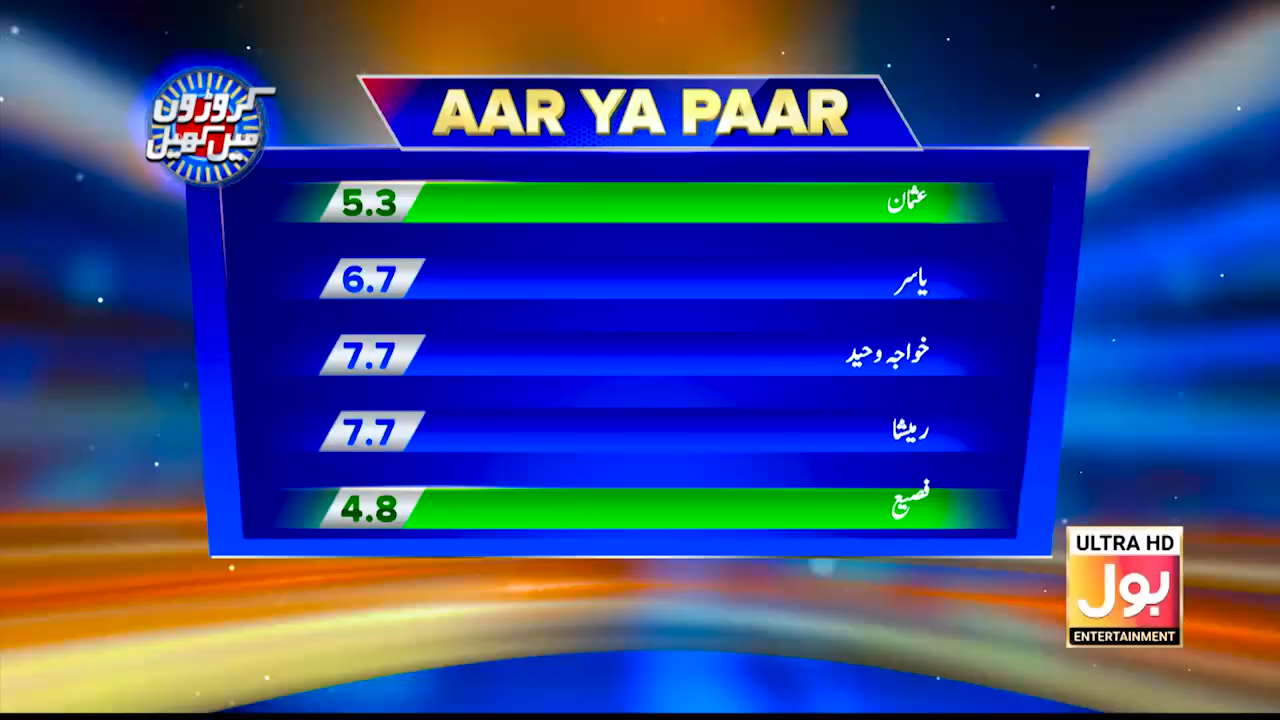 کروڑوں
میں کھیل
AAR YA PAAR
5.3 عثمان
6.7 یاسر
7.7 خواجہ وحید
7.7 رمیشا
4.8 فصیح
ULTRA HD
بول
ENTERTAINMENT